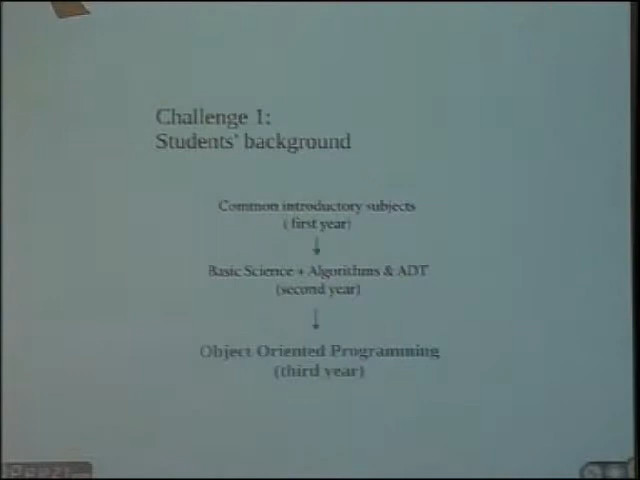 Challenge 1:
Students' background
Common introductory subjects
( first year)
↓
Basic Science + Algorithms & ADT
(second year)
↓
Object Oriented Programming
(third year)